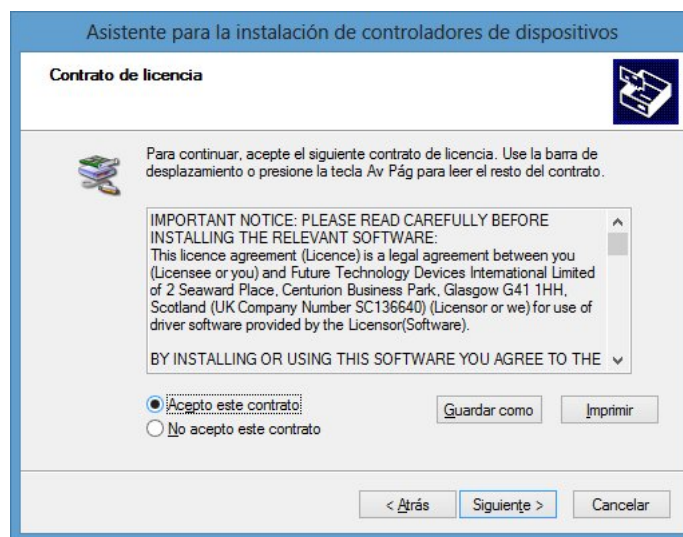 Asistente para la instalación de controladores de dispositivos
Contrato de licencia
Para continuar, acepte el siguiente contrato de licencia. Use la barra de
desplazamiento o presione la tecla Av Pág para leer el resto del contrato.
IMPORTANT NOTICE: PLEASE READ CAREFULLY BEFORE
INSTALLING THE RELEVANT SOFTWARE:
This licence agreement (Licence) is a legal agreement between you
(Licensee or you) and Future Technology Devices International Limited
of 2 Seaward Place, Centurion Business Park, Glasgow G41 1HH,
Scotland (UK Company Number SC136640) (Licensor or we) for use of
driver software provided by the Licensor(Software).
BY INSTALLING OR USING THIS SOFTWARE YOU AGREE TO THE
Acepto este contrato
No acepto este contrato
Guardar como
Imprimir
< Atrás
Siguiente >
Cancelar